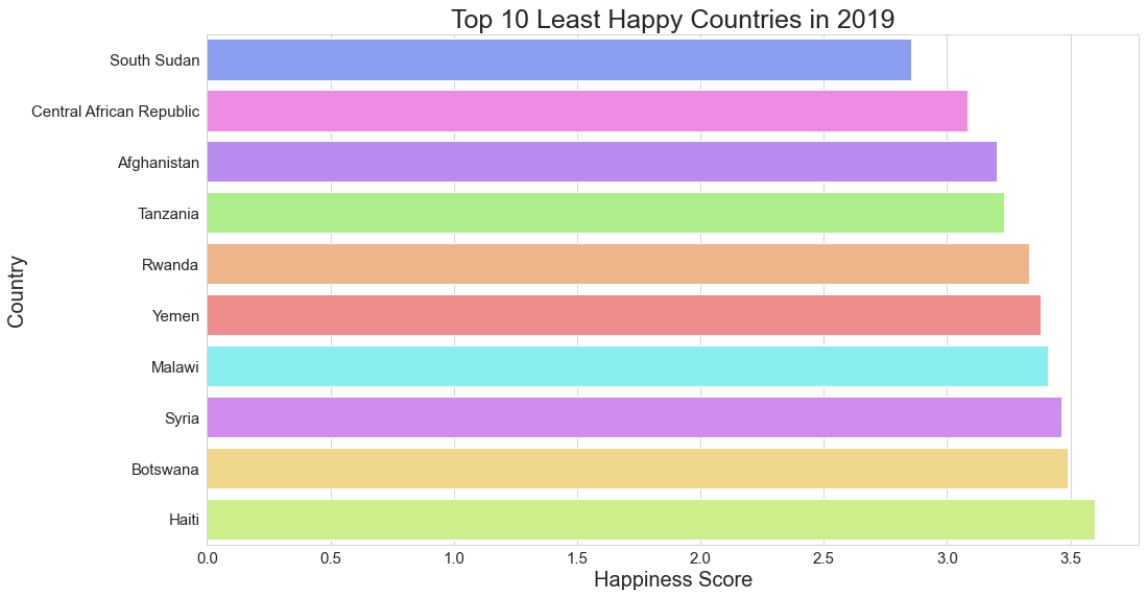 Top 10 Least Happy Countries in 2019
Country
South Sudan
Central African Republic
Afghanistan
Tanzania
Rwanda
Yemen
Malawi
Syria
Botswana
Haiti
0.0 0.5 1.0 1.5 2.0 2.5 3.0 3.5
Happiness Score